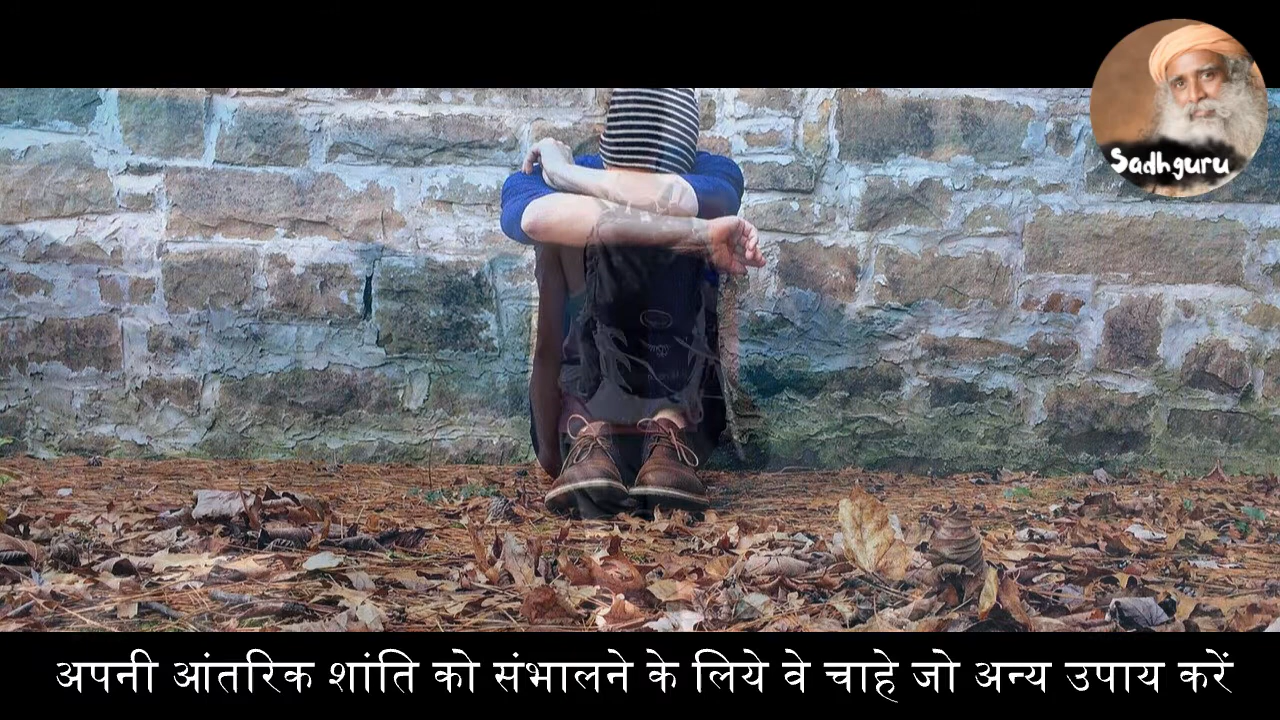 Sadhguru
अपनी आंतरिक शांति को संभालने के लिये वे चाहे जो अन्य उपाय करें